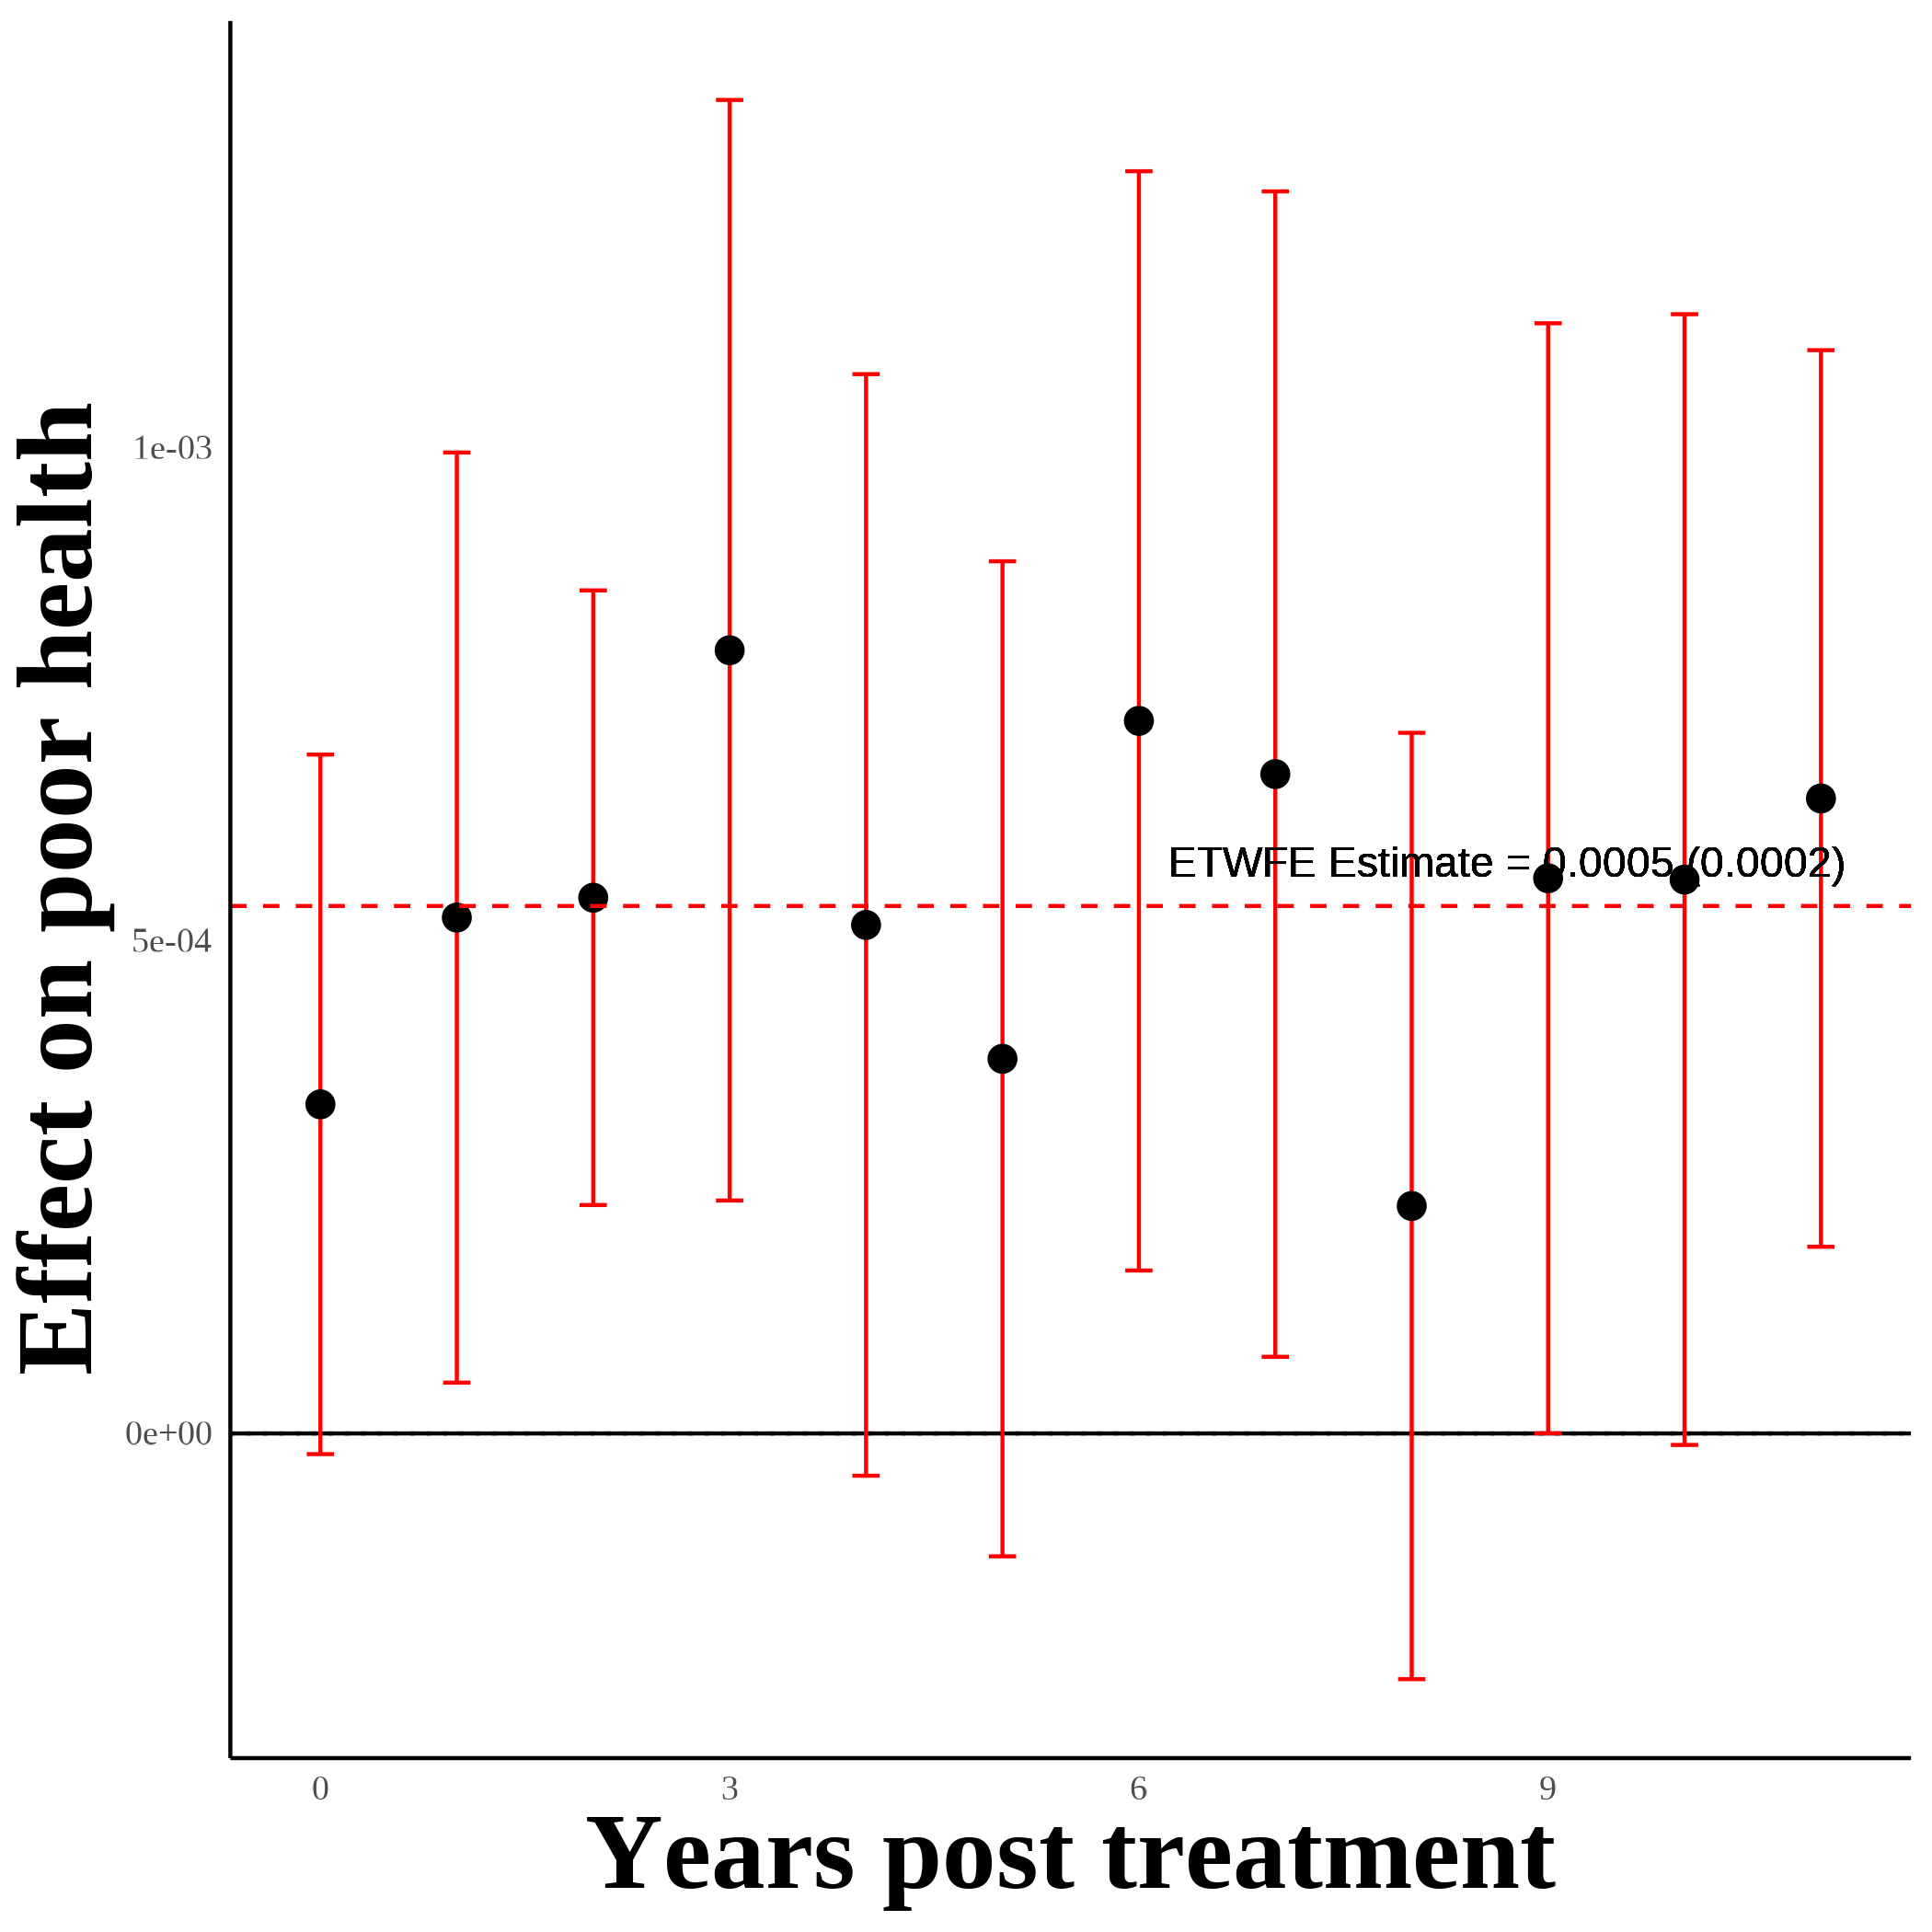 Effect on poor health
1e-03
5e-04
0e+00
ETWFE Estimate = 0.0005 (0.0002)
0 3 6 9
Years post treatment